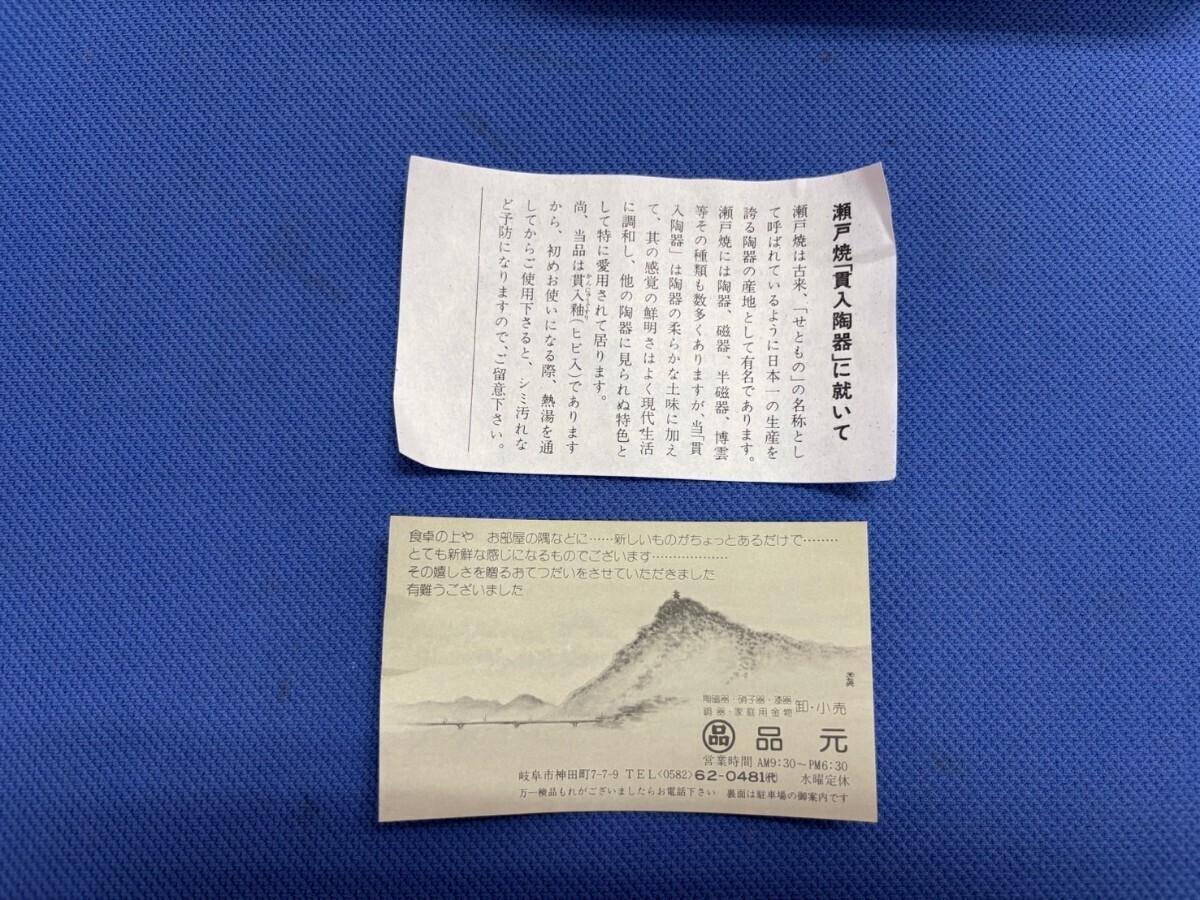 瀬戸焼「貫入陶器」に就いて
瀬戸焼は古来、「せともの」の名称とし
て呼ばれているように日本一の生産を
誇る陶器の産地として有名であります。
瀬戸焼には陶器、磁器、半磁器、博雲
等その種類も数多くありますが、当「貫
入陶器」は陶器の柔らかな土味に加え
て、其の感覚の鮮明さはよく現代生活
に調和し、他の陶器に見られぬ特色と
して特に愛用されて居ります。
尚、当品は貫入釉(ヒビ入)であります
から、初めお使いになる際、熱湯を通
してからご使用下さると、シミ汚れな
ど予防になりますので、ご留意下さい。
食卓の上や お部屋の隅などに……新しいものがちょっとあるだけで………
とても新鮮な感じになるものでございます………………
その嬉しさを贈るおてつだいをさせていただきました
有難うございました
陶磁器・硝子器・漆器
銅器・家庭用金物 卸・小売
品 品元
営業時間 AM9:30〜PM6:30
岐阜市神田町7-7-9 TEL<0582>62-0481㈹ 水曜定休
万一検品もれがございましたらお電話下さい 裏面は駐車場の御案内です